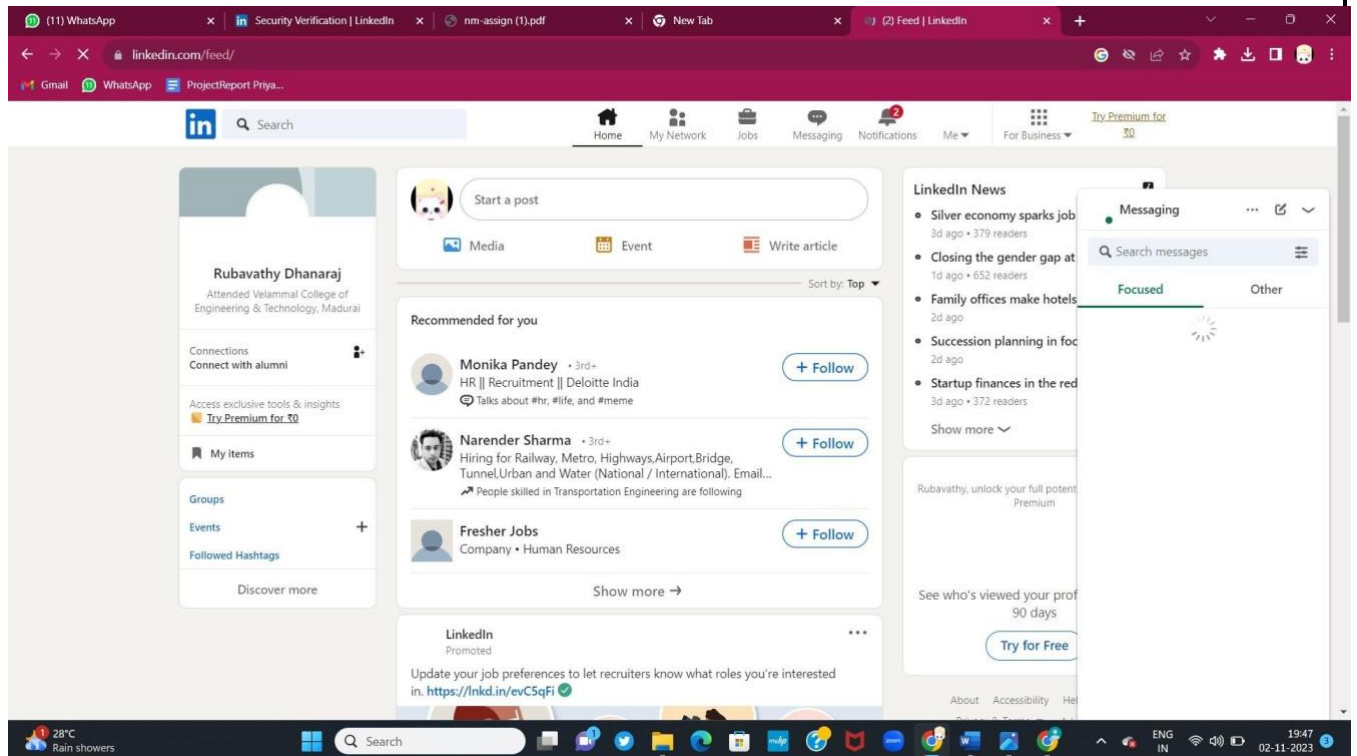 (11) WhatsApp
Security Verification | LinkedIn
nm-assign (1).pdf
New Tab
(2) Feed | LinkedIn
linkedin.com/feed/
Gmail
WhatsApp
ProjectReport Priya...
in
Search
Home
My Network
Jobs
Messaging
2
Notifications
Me
For Business
Try Premium for
₹0
Rubavathy Dhanaraj
Attended Velammal College of
Engineering & Technology, Madurai
Connections
Connect with alumni
Access exclusive tools & insights
Try Premium for ₹0
My items
Groups
Events
Followed Hashtags
Discover more
Start a post
Media
Event
Write article
Sort by: Top
Recommended for you
Monika Pandey • 3rd+
HR || Recruitment || Deloitte India
Talks about #hr, #life, and #meme
+ Follow
Narender Sharma • 3rd+
Hiring for Railway, Metro, Highways,Airport,Bridge,
Tunnel,Urban and Water (National / International). Email...
People skilled in Transportation Engineering are following
+ Follow
Fresher Jobs
Company • Human Resources
+ Follow
Show more →
LinkedIn
Promoted
Update your job preferences to let recruiters know what roles you're interested
in. https://lnkd.in/evC5qFi
LinkedIn News
Silver economy sparks job
3d ago • 379 readers
Closing the gender gap at
1d ago • 652 readers
Family offices make hotels
2d ago
Succession planning in foc
2d ago
Startup finances in the red
3d ago • 372 readers
Show more
Rubavathy, unlock your full potent
Premium
See who's viewed your prof
90 days
Try for Free
About Accessibility Hel
Messaging
Search messages
Focused
Other
1
28°C
Rain showers
Search
zoom
ENG
IN
19:47
02-11-2023
3